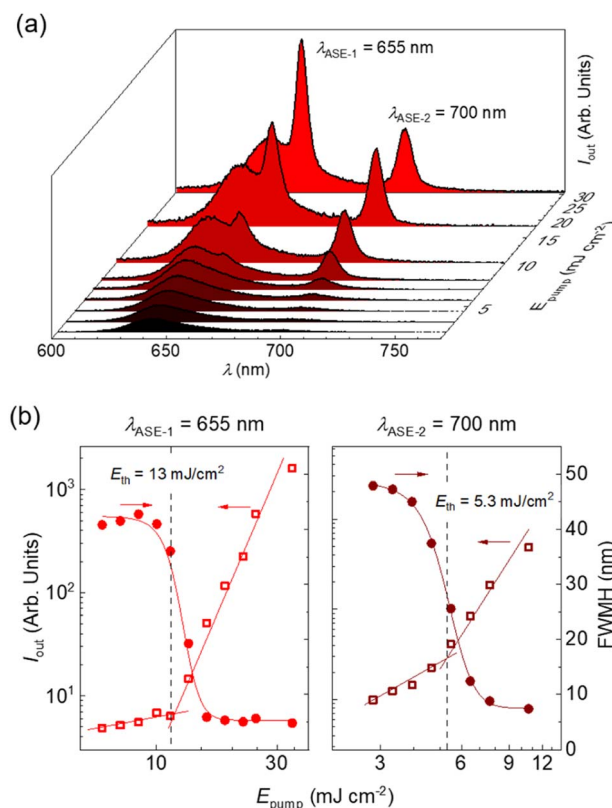 (a)
λASE-1 = 655 nm
λASE-2 = 700 nm
Iout (Arb. Units)
30
25
20
15
10
5
Epump (mJ cm-2)
600 650 700 750
λ (nm)
(b)
λASE-1 = 655 nm λASE-2 = 700 nm
Eth = 13 mJ/cm2
Eth = 5.3 mJ/cm2
Iout (Arb. Units)
10³
10²
10¹
50
40
30
20
10
0
FWMH (nm)
10 30 3 6 9 12
Epump (mJ cm-2)